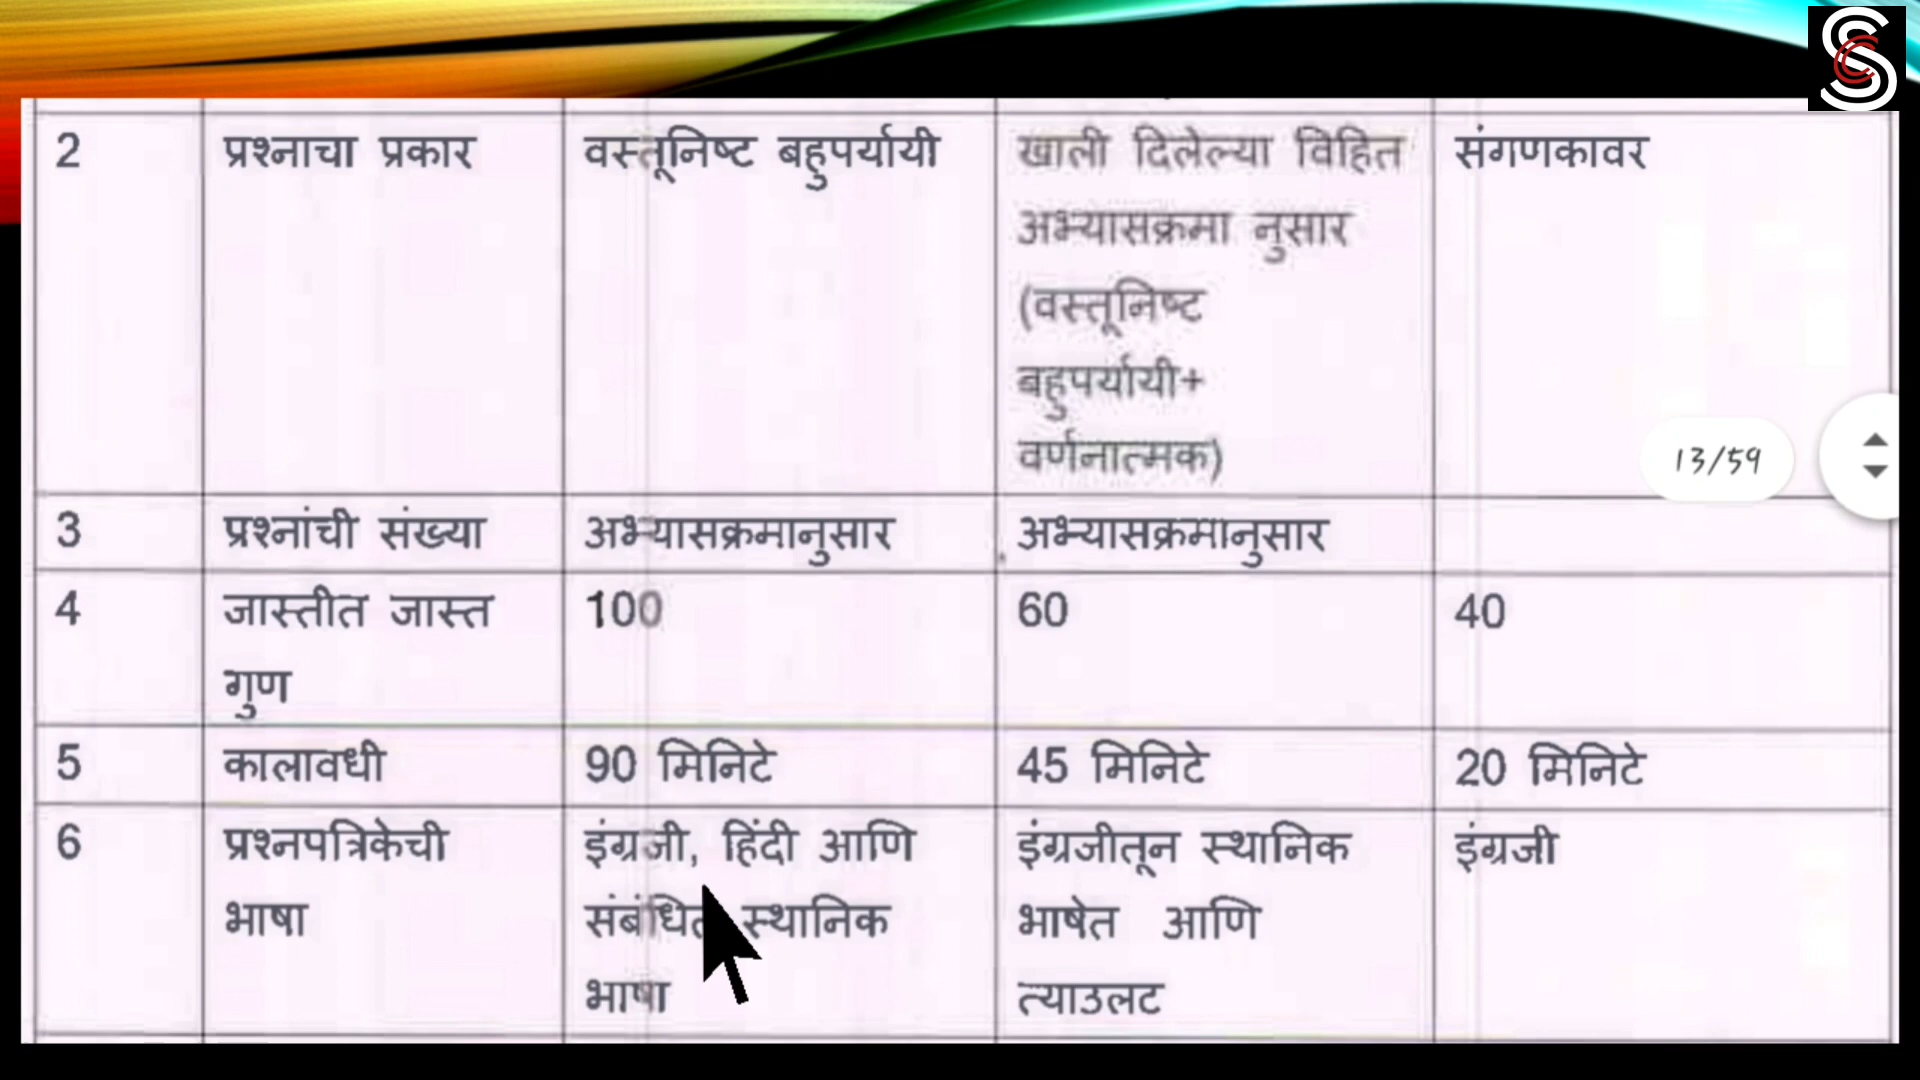 2 प्रश्नाचा प्रकार वस्तूनिष्ट बहुपर्यायी खाली दिलेल्या विहित संगणकावर
अभ्यासक्रमा नुसार
(वस्तूनिष्ट
बहुपर्यायी+
वर्णनात्मक)
13/59
3 प्रश्नांची संख्या अभ्यासक्रमानुसार अभ्यासक्रमानुसार
4 जास्तीत जास्त 100 60 40
गुण
5 कालावधी 90 मिनिटे 45 मिनिटे 20 मिनिटे
6 प्रश्नपत्रिकेची इंग्रजी, हिंदी आणि इंग्रजीतून स्थानिक इंग्रजी
भाषा संबंधित स्थानिक भाषेत आणि
भाषा त्याउलट